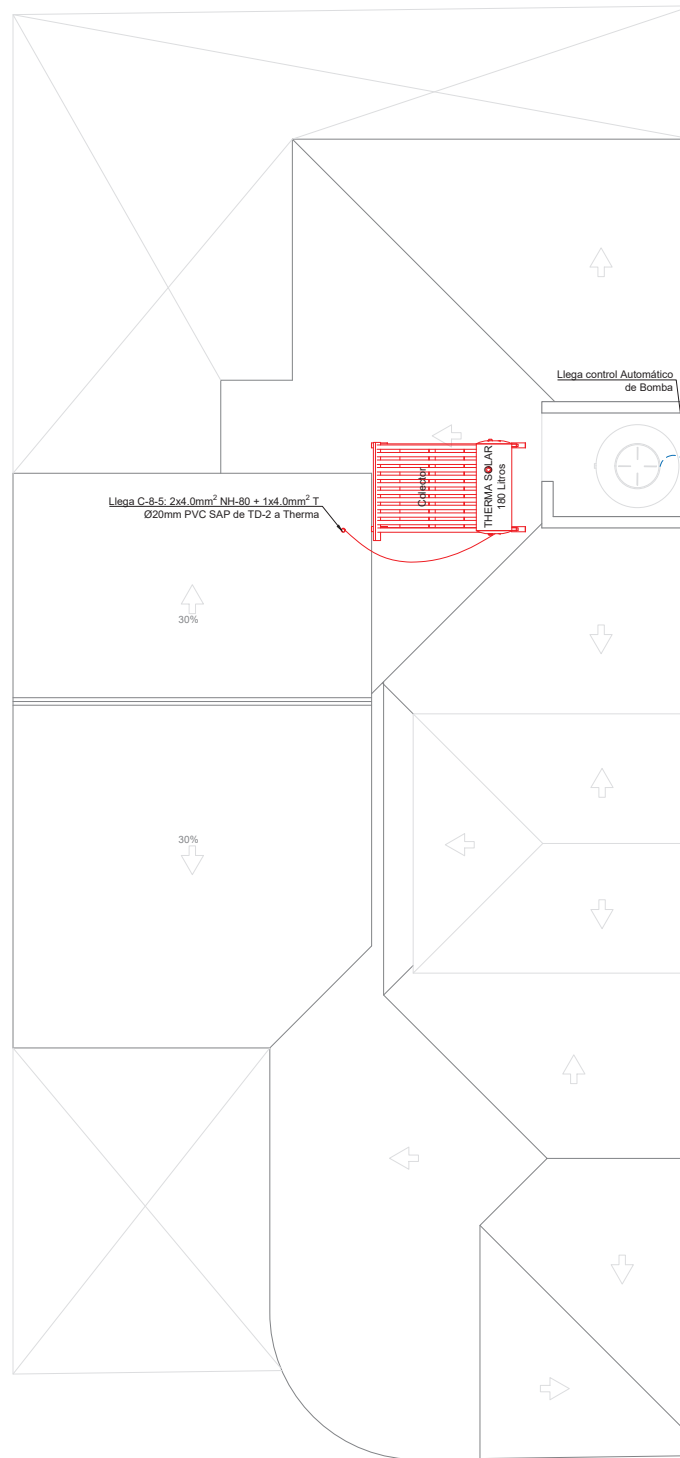 Llega control Automático
de Bomba
Colector
THERMA SOLAR
180 Litros
Llega C-8-5: 2x4.0mm² NH-80 + 1x4.0mm² T
Ø20mm PVC SAP de TD-2 a Therma
30%
30%